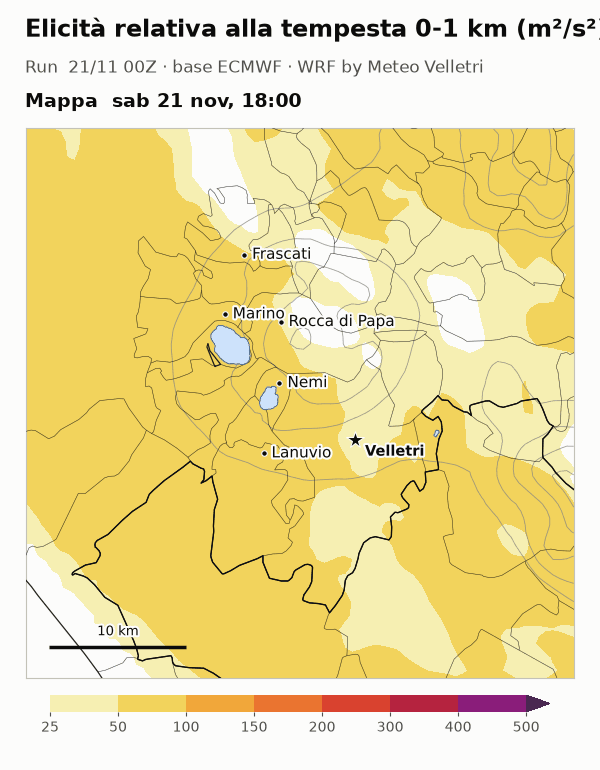 Elicità relativa alla tempesta 0-1 km (m²/s²)
Run 21/11 00Z · base ECMWF · WRF by Meteo Velletri
Mappa sab 21 nov, 18:00
Frascati
Marino
Rocca di Papa
Nemi
Velletri
Lanuvio
10 km
25 50 100 150 200 300 400 500